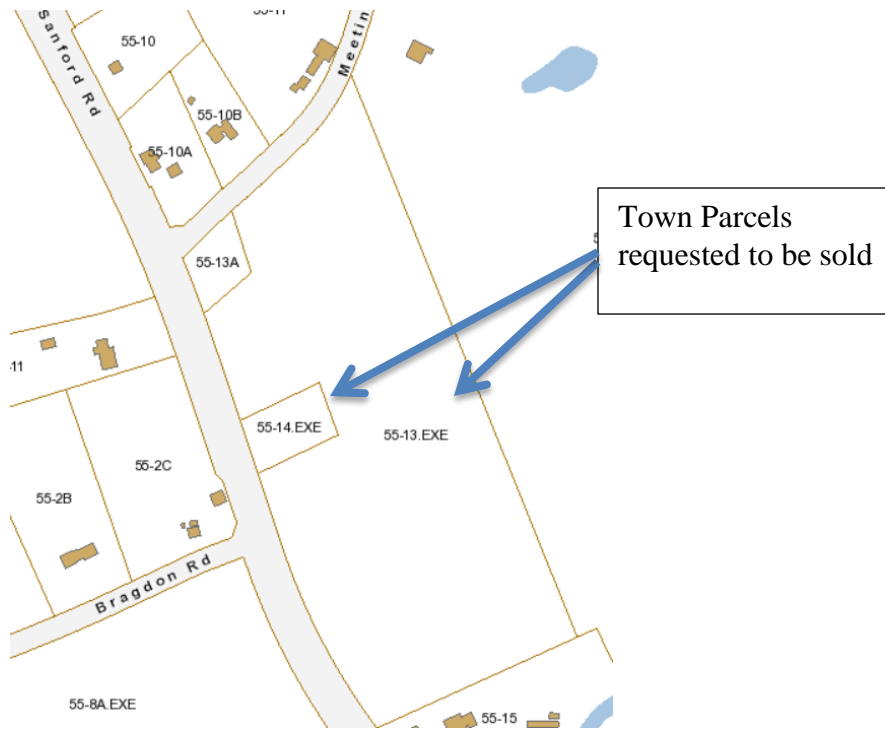 55-10
Sanford Rd
Meetin
55-10B
55-10A
Town Parcels
requested to be sold
55-13A
11
55-14.EXE
55-13.EXE
55-2C
55-2B
Bragdon Rd
55-8A.EXE
55-15